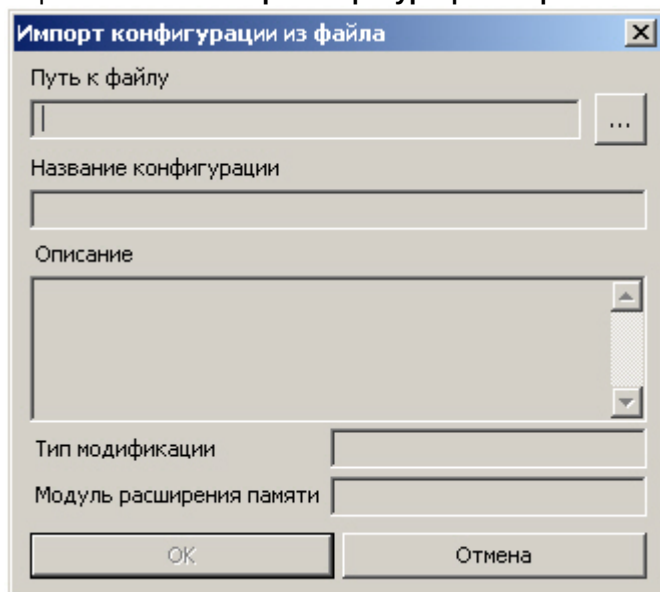 Импорт конфигурации из файла
Путь к файлу
...
Название конфигурации
Описание
Тип модификации
Модуль расширения памяти
OK
Отмена